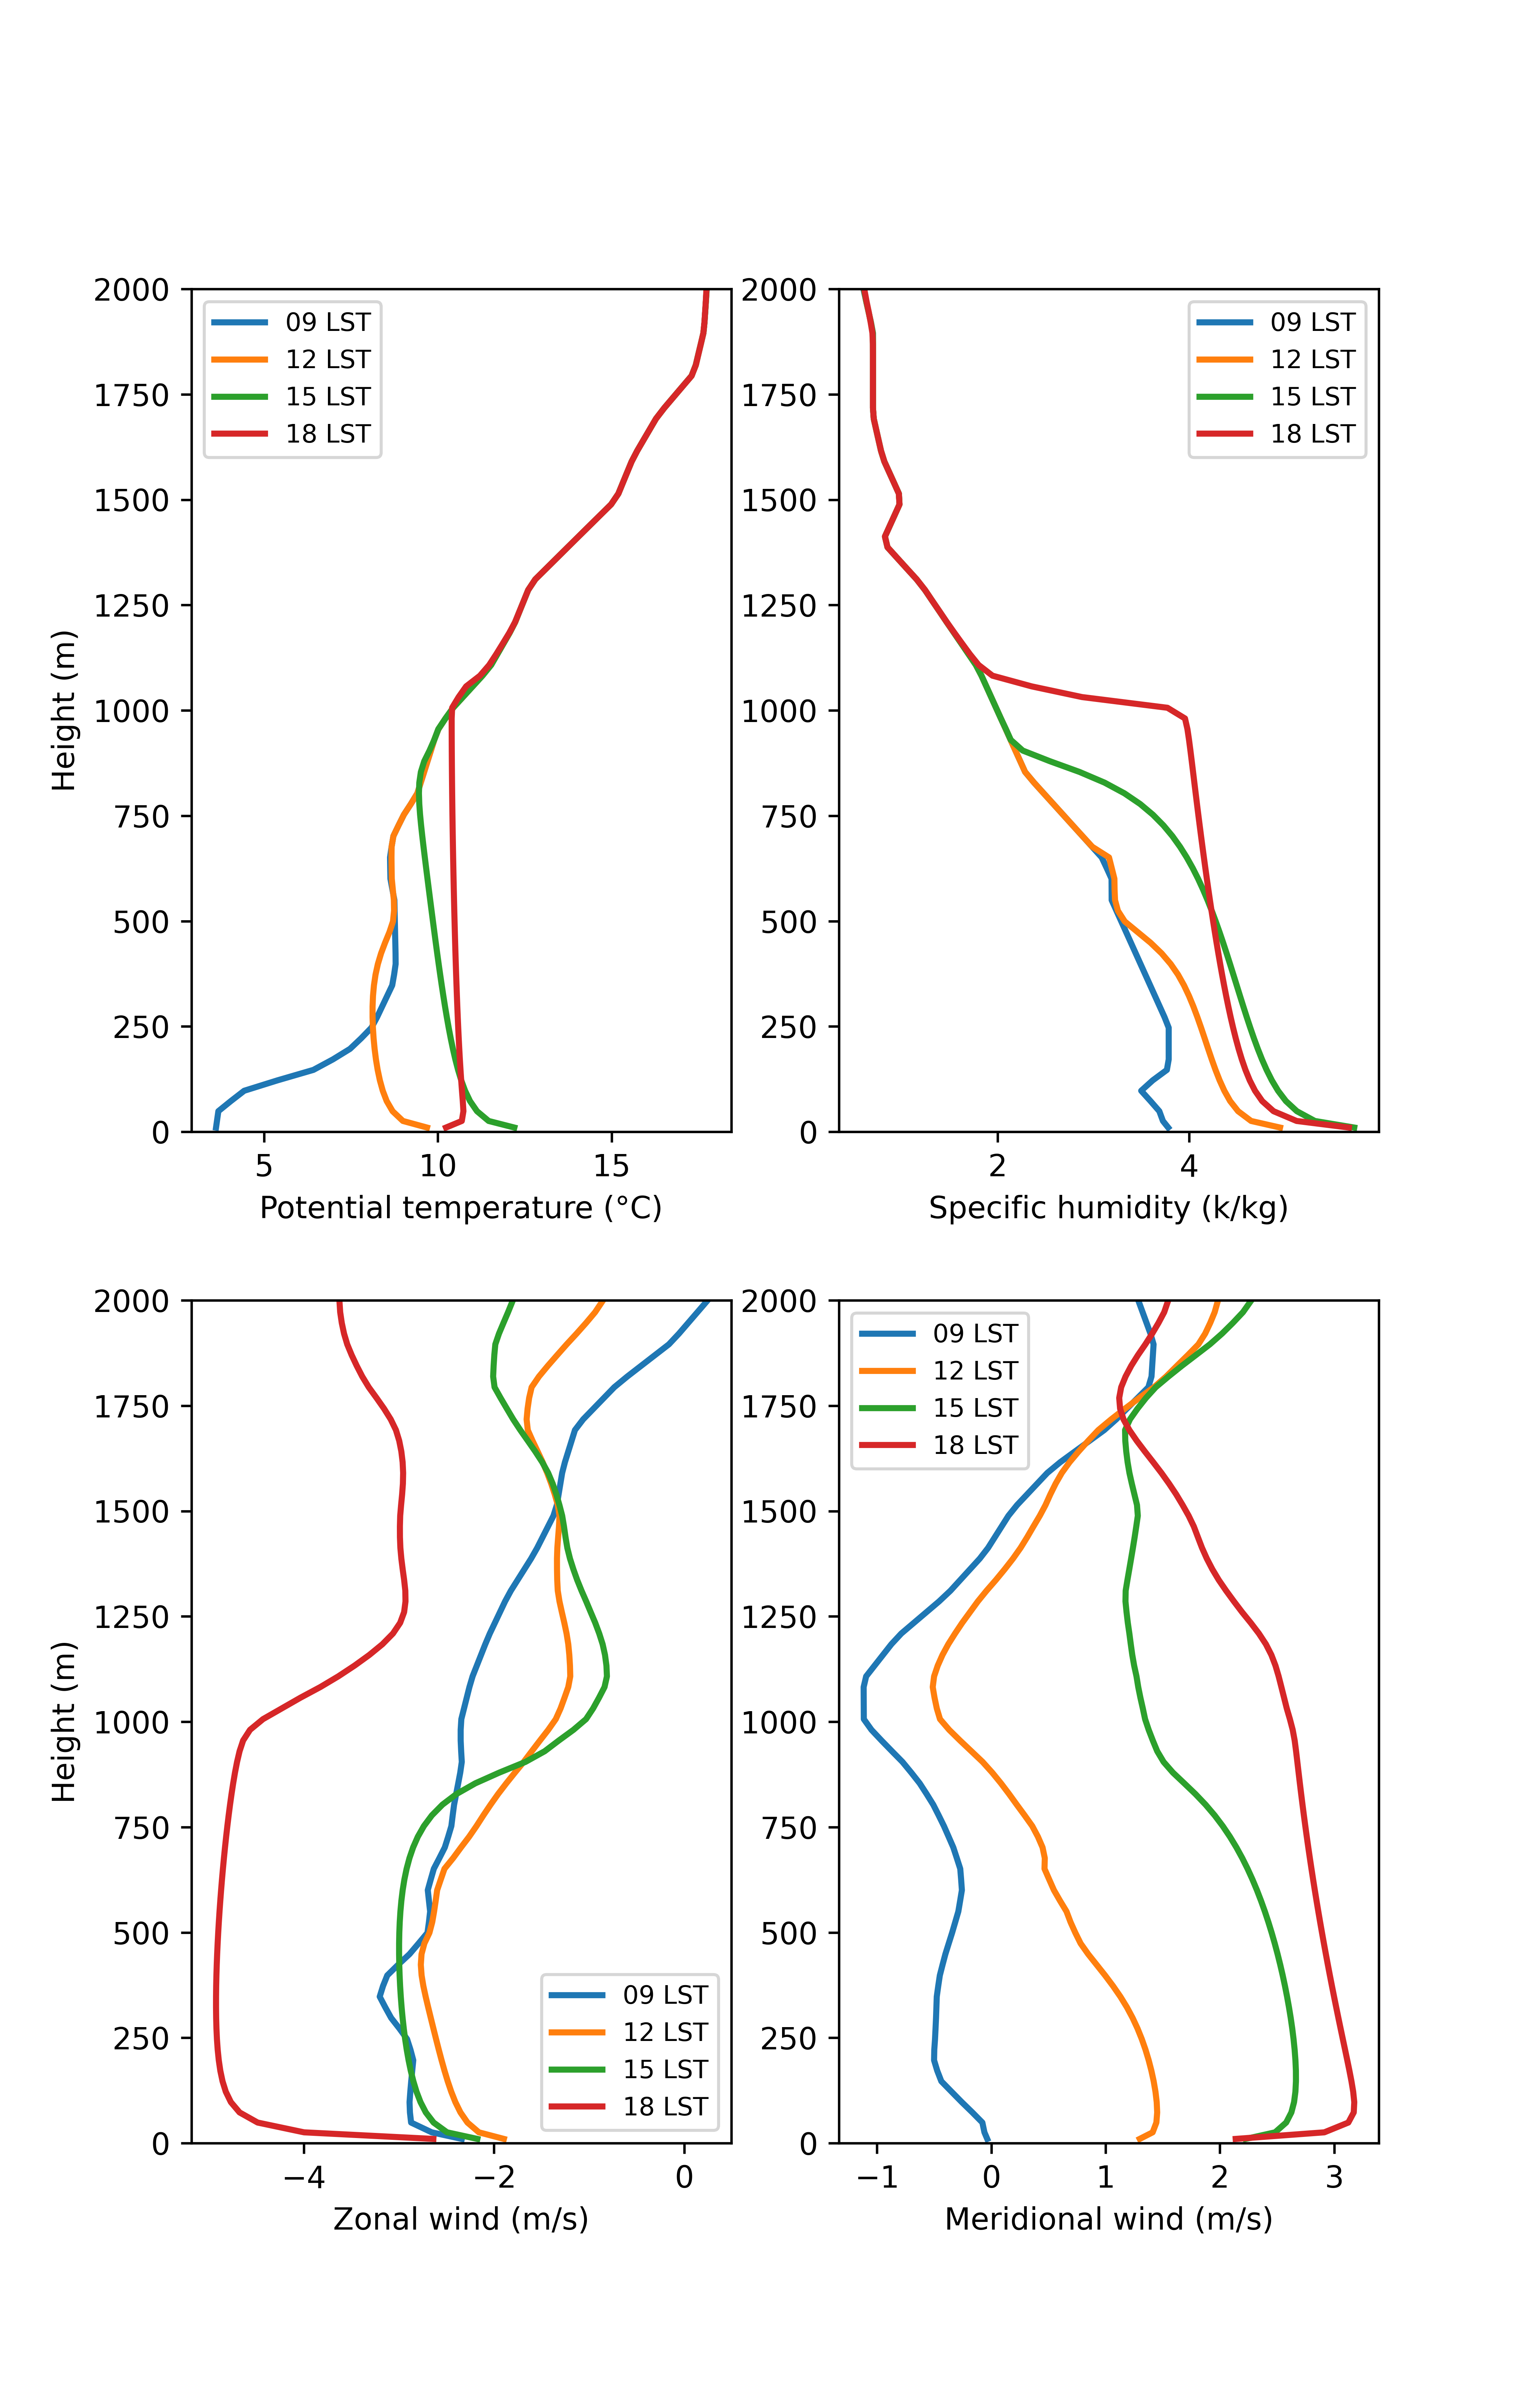 2000
1750
1500
1250
1000
750
500
250
0
Height (m)
5 10 15
Potential temperature (°C)
09 LST
12 LST
15 LST
18 LST
2000
1750
1500
1250
1000
750
500
250
0
2 4
Specific humidity (k/kg)
09 LST
12 LST
15 LST
18 LST
2000
1750
1500
1250
1000
750
500
250
0
Height (m)
−4 −2 0
Zonal wind (m/s)
09 LST
12 LST
15 LST
18 LST
2000
1750
1500
1250
1000
750
500
250
0
−1 0 1 2 3
Meridional wind (m/s)
09 LST
12 LST
15 LST
18 LST